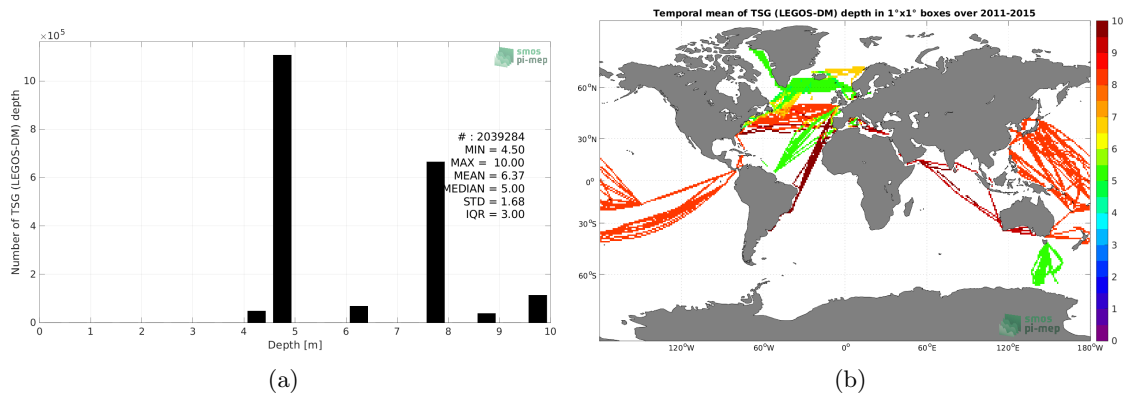 ×10⁵
smos
pi-mep
10
8
6
4
2
0
Number of TSG (LEGOS-DM) depth
# : 2039284
MIN = 4.50
MAX = 10.00
MEAN = 6.37
MEDIAN = 5.00
STD = 1.68
IQR = 3.00
0 1 2 3 4 5 6 7 8 9 10
Depth [m]
(a)
Temporal mean of TSG (LEGOS-DM) depth in 1°x1° boxes over 2011-2015
60°N
30°N
0°
30°S
60°S
120°W 60°W 0° 60°E 120°E 180°W
smos
pi-mep
10
9
8
7
6
5
4
3
2
1
0
(b)